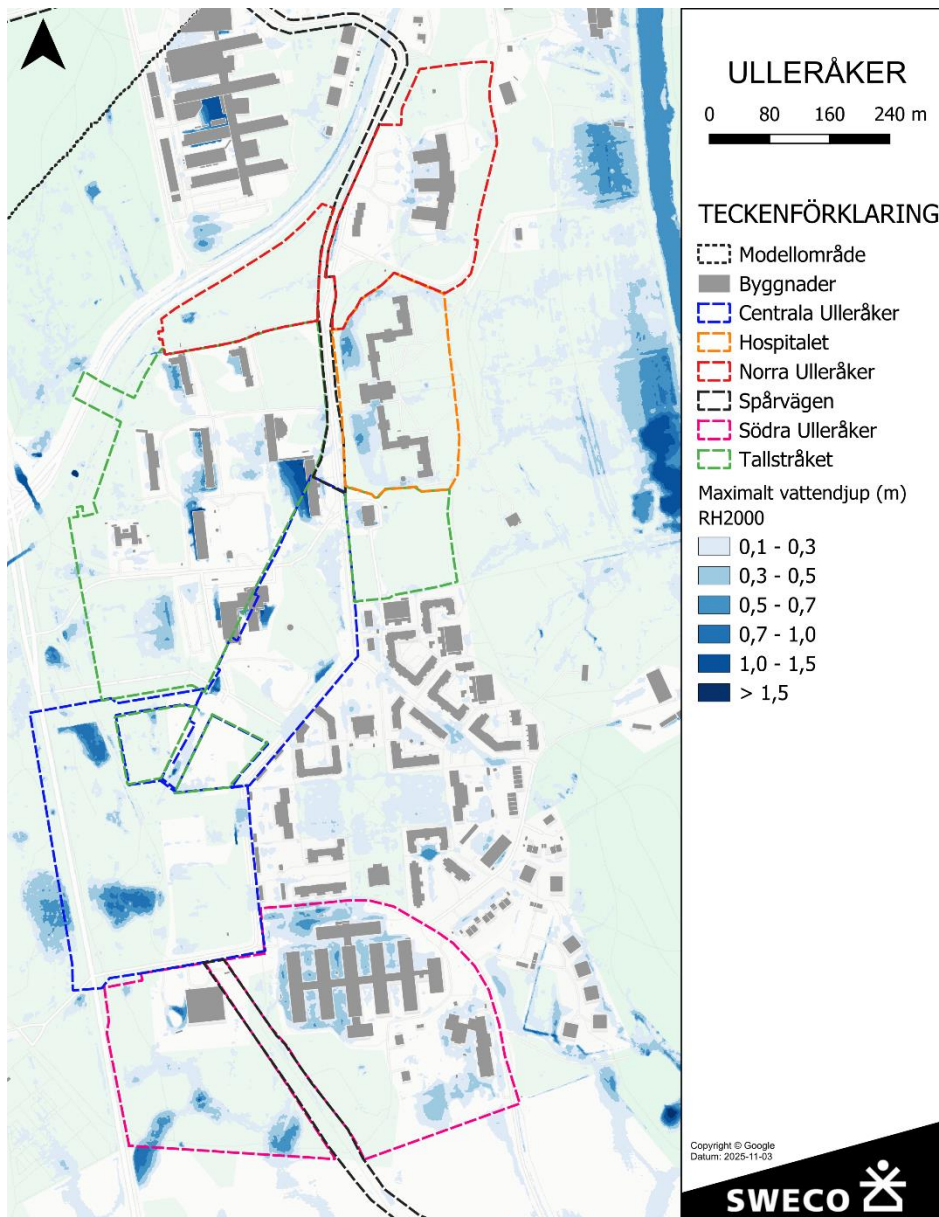 ULLERÅKER
0 80 160 240 m
TECKENFÖRKLARING
Modellområde
Byggnader
Centrala Ulleråker
Hospitalet
Norra Ulleråker
Spårvägen
Södra Ulleråker
Tallstråket
Maximalt vattendjup (m)
RH2000
0,1 - 0,3
0,3 - 0,5
0,5 - 0,7
0,7 - 1,0
1,0 - 1,5
> 1,5
Copyright © Google
Datum: 2025-11-03
SWECO